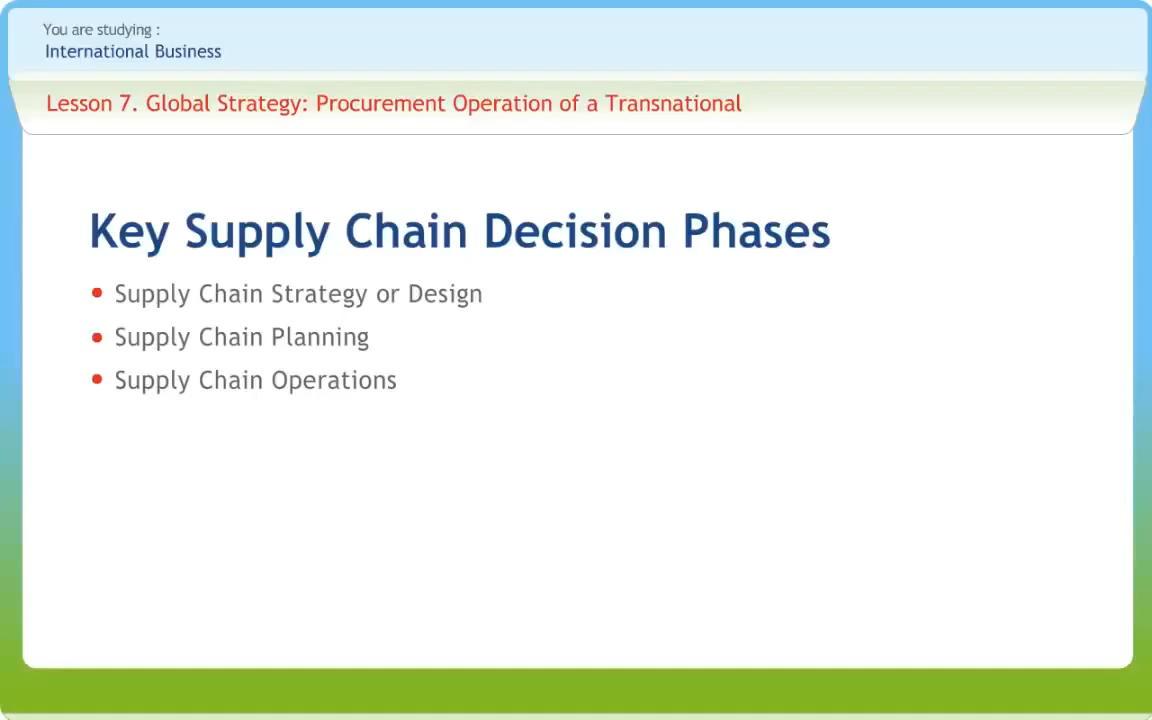 You are studying :
International Business
Lesson 7. Global Strategy: Procurement Operation of a Transnational
Key Supply Chain Decision Phases
• Supply Chain Strategy or Design
• Supply Chain Planning
• Supply Chain Operations